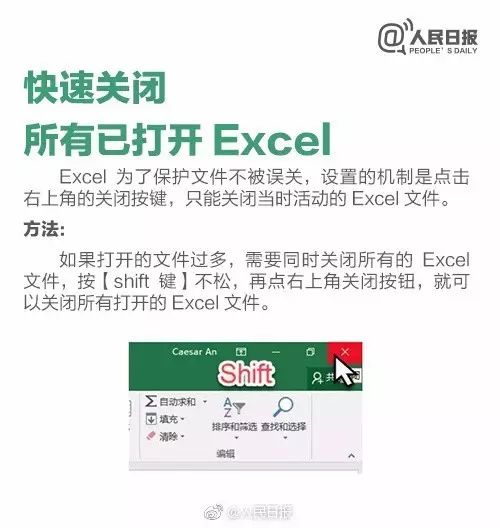 @人民日报
PEOPLE'S DAILY
快速关闭
所有已打开 Excel
Excel 为了保护文件不被误关，设置的机制是点击
右上角的关闭按键，只能关闭当时活动的 Excel 文件。
方法：
如果打开的文件过多，需要同时关闭所有的 Excel
文件，按【shift 键】不松，再点右上角关闭按钮，就可
以关闭所有打开的 Excel 文件。
Caesar An
Shift
共
自动求和
填充
清除
排序和筛选 查找和选择
编辑
@人民日报